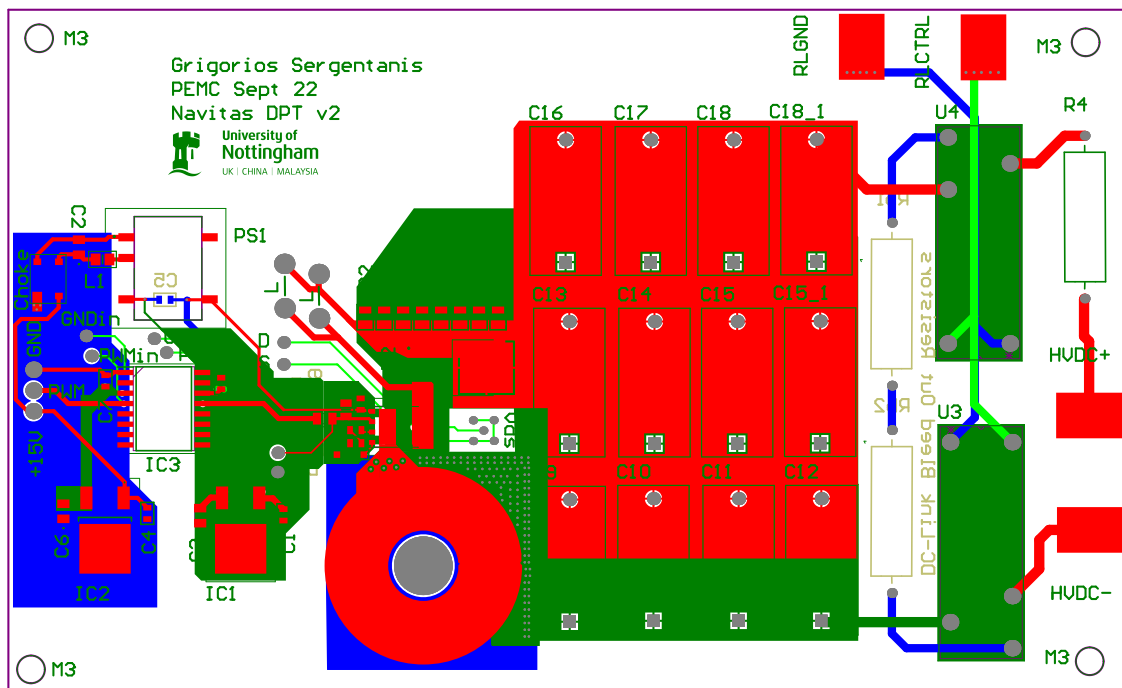 M3
Grigorios Sergentanis
PEMC Sept 22
Navitas DPT v2
University of
Nottingham
UK | CHINA | MALAYSIA
RLGND
RLCTRL
M3
C16
C17
C18
C18_1
U4
R4
C2
PS1
Choke
L1
C5
GND
GNDin
PWMin
PWM
+15V
IC3
D
S
L
L
C13
C14
C15
C15_1
Rb2
HVDC+
U3
DC-Link Bleed Out Resistors
C10
C11
C12
C6
C4
IC2
IC1
HVDC-
M3
M3